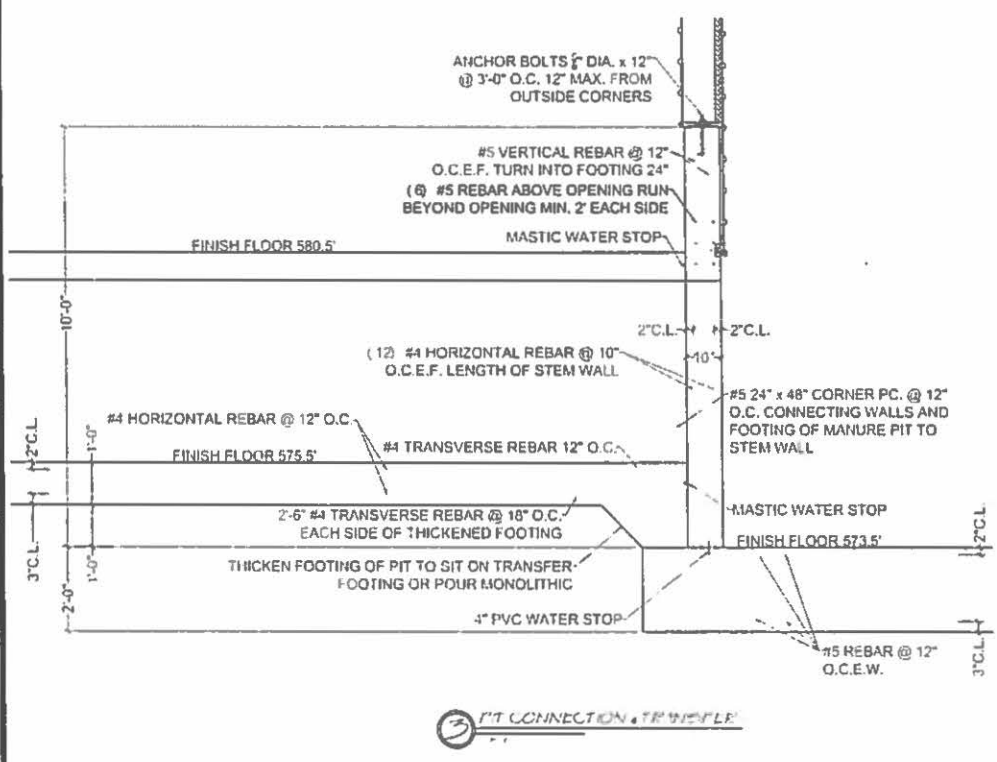 ANCHOR BOLTS DIA. x 12"
@ 3'-0" O.C. 12" MAX. FROM
OUTSIDE CORNERS
#5 VERTICAL REBAR @ 12"
O.C.E.F. TURN INTO FOOTING 24"
(6) #5 REBAR ABOVE OPENING RUN
BEYOND OPENING MIN. 2' EACH SIDE
MASTIC WATER STOP
FINISH FLOOR 580.5'
10'-0"
2"C.L.
2"C.L.
10"
(12) #4 HORIZONTAL REBAR @ 10"
O.C.E.F. LENGTH OF STEM WALL
#5 24" x 48" CORNER PC. @ 12"
O.C. CONNECTING WALLS AND
FOOTING OF MANURE PIT TO
STEM WALL
#4 HORIZONTAL REBAR @ 12" O.C.
2"C.L.
1'-0"
FINISH FLOOR 575.5'
#4 TRANSVERSE REBAR 12" O.C.
2'-6" #4 TRANSVERSE REBAR @ 18" O.C.
EACH SIDE OF THICKENED FOOTING
MASTIC WATER STOP
FINISH FLOOR 573.5'
2"C.L.
3"C.L.
1'-0"
2'-0"
THICKEN FOOTING OF PIT TO SIT ON TRANSFER
FOOTING OR POUR MONOLITHIC
4" PVC WATER STOP
#5 REBAR @ 12"
O.C.E.W.
3"C.L.
3 PIT CONNECTION